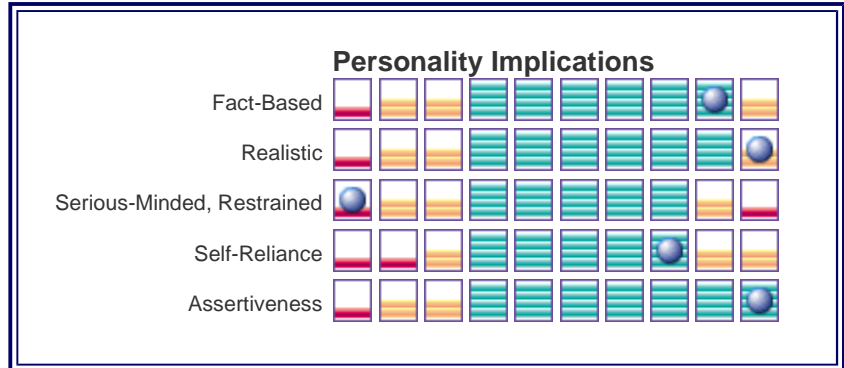 Personality Implications
Fact-Based
Realistic
Serious-Minded, Restrained
Self-Reliance
Assertiveness